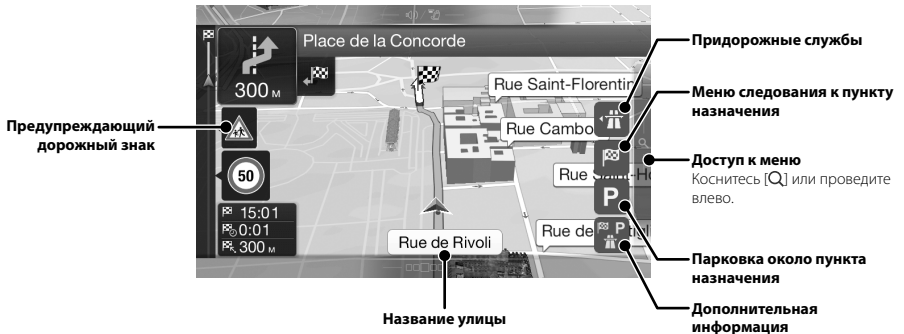 Place de la Concorde
300 м
50
15:01
0:01
300 м
Rue Saint-Florentin
Rue Cambo
Rue Saint-Ho
Rue de
P
P
Rue de Rivoli
Предупреждающий
дорожный знак
Название улицы
Придорожные службы
Меню следования к пункту
назначения
Доступ к меню
Коснитесь [Q] или проведите
влево.
Парковка около пункта
назначения
Дополнительная
информация